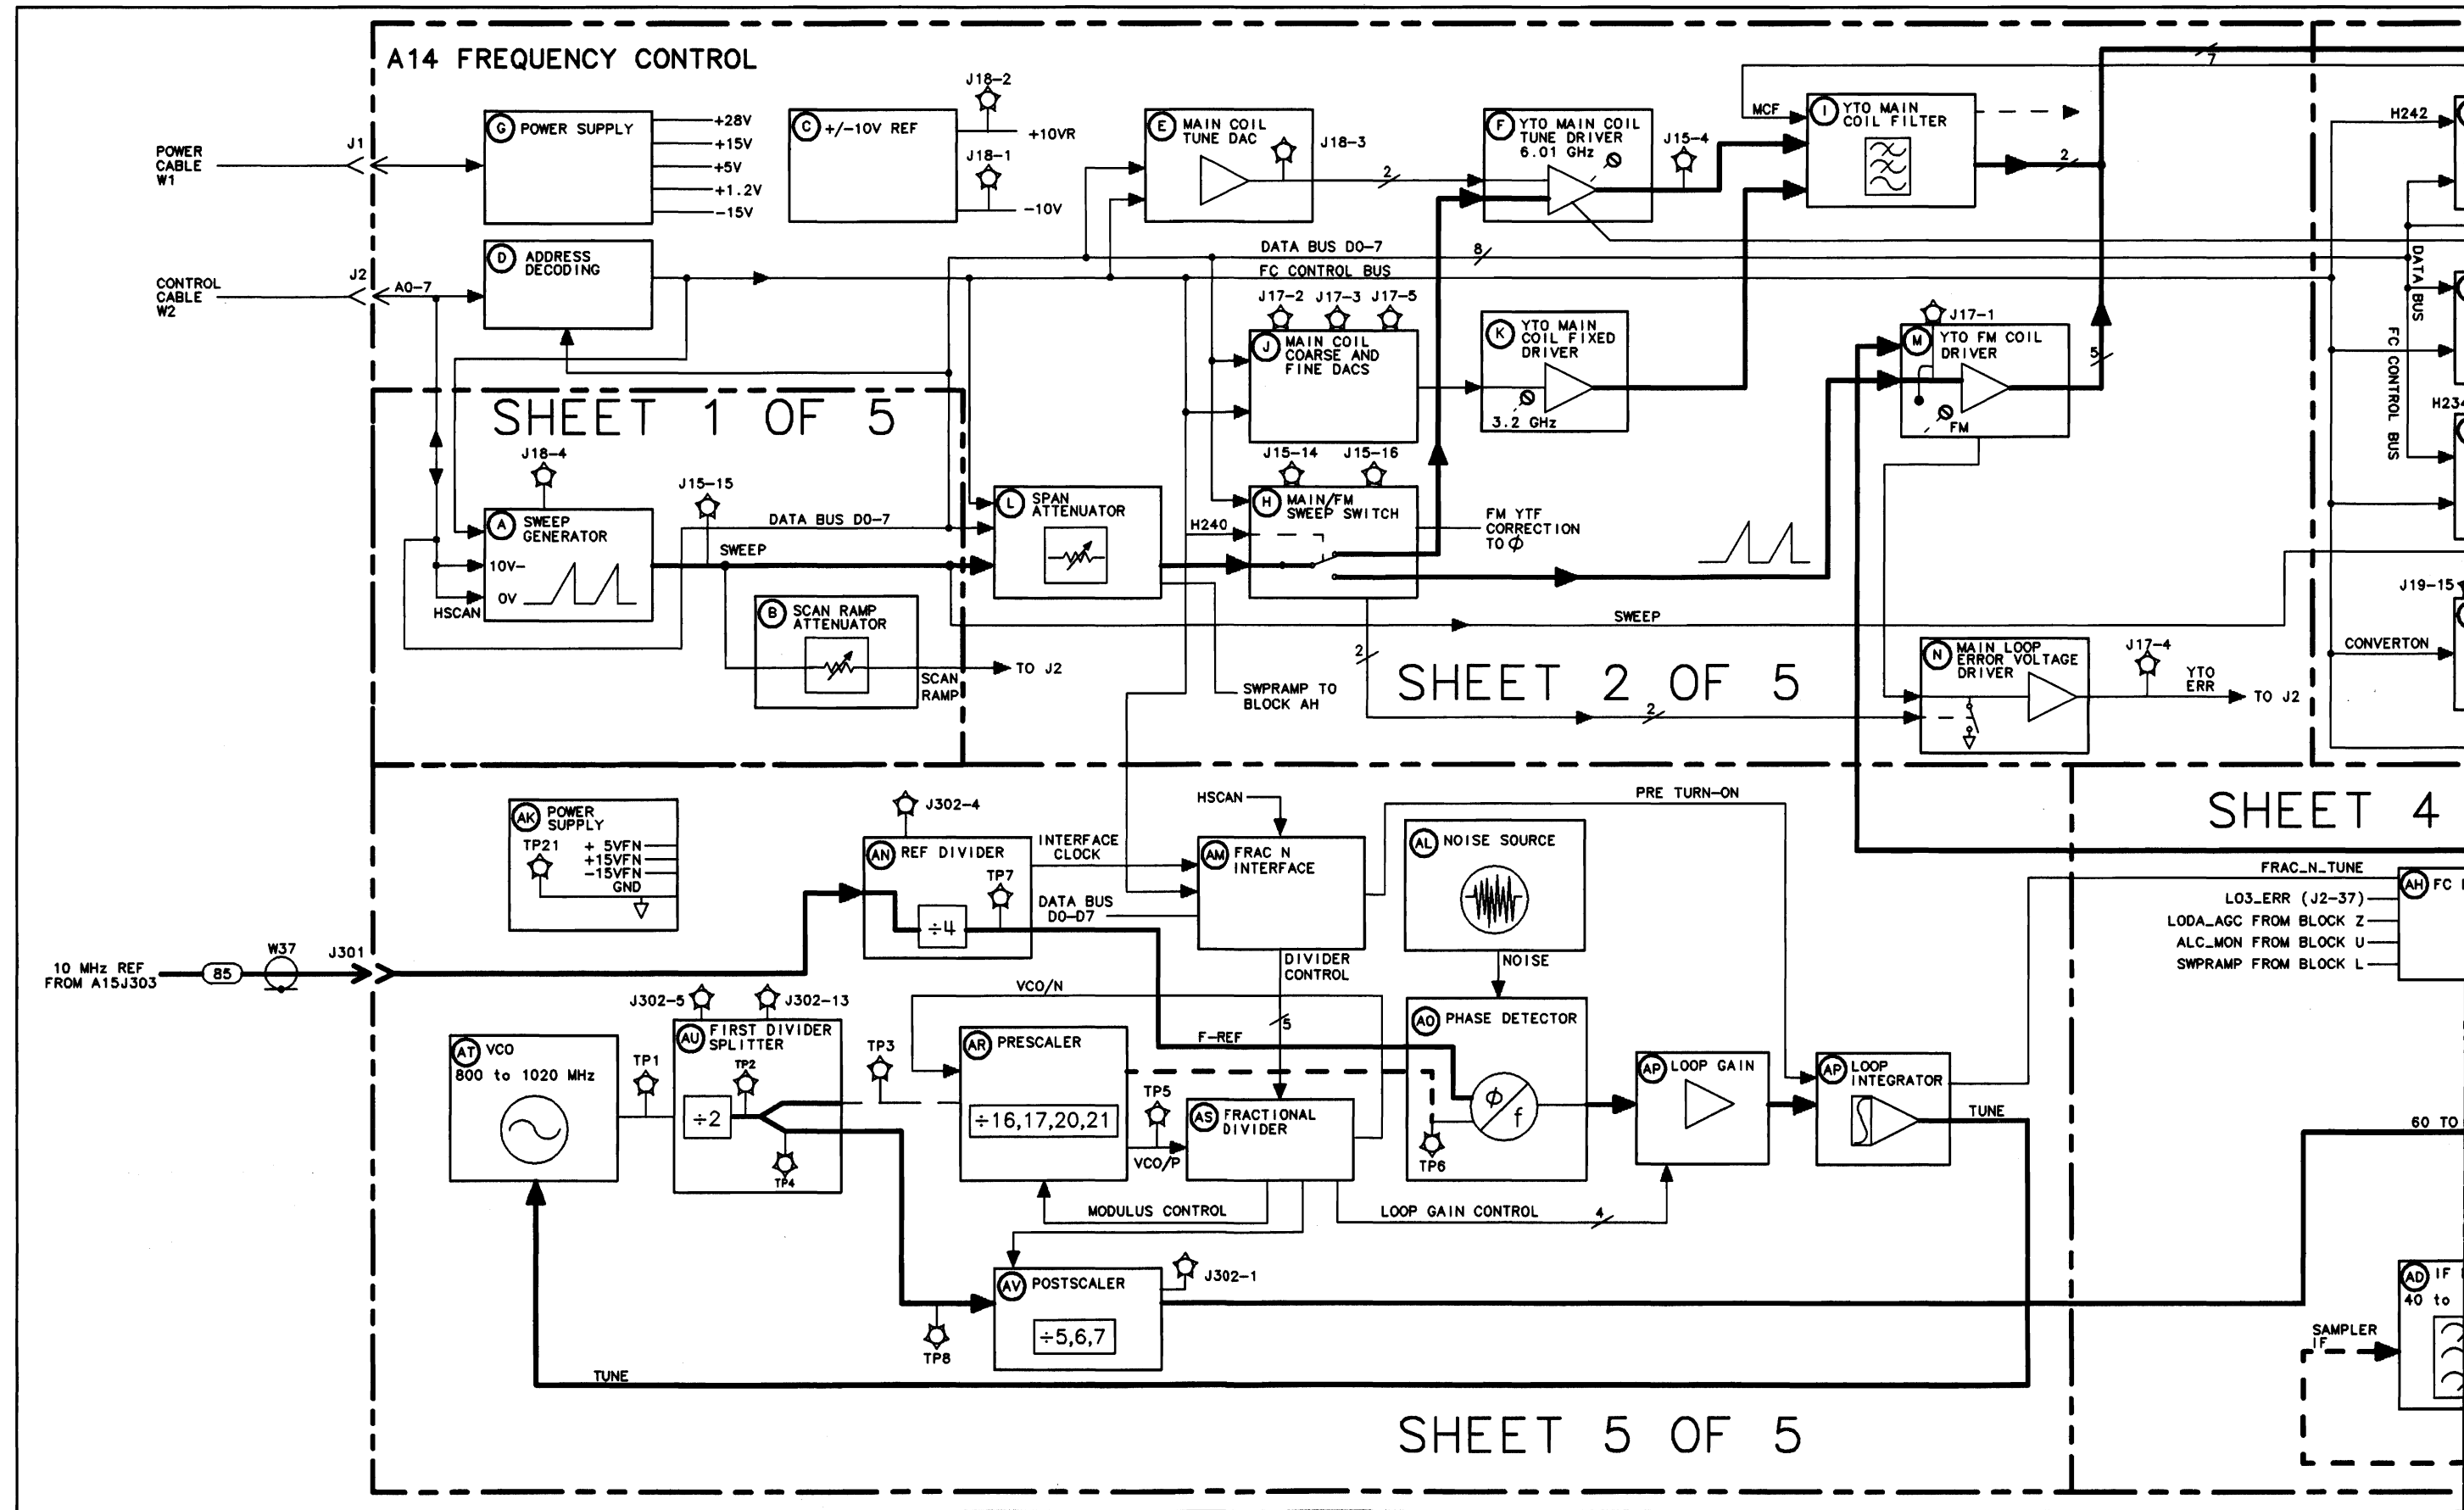 A14 FREQUENCY CONTROL
POWER
CABLE
W1
J1
G POWER SUPPLY
+28V
+15V
+5V
+1.2V
-15V
C +/-10V REF
J18-2
+10VR
J18-1
-10V
E MAIN COIL
TUNE DAC
J18-3
2
F YTO MAIN COIL
TUNE DRIVER
6.01 GHz
J15-4
MCF
I YTO MAIN
COIL FILTER
2
7
H242
CONTROL
CABLE
W2
J2
A0-7
D ADDRESS
DECODING
DATA BUS D0-7
8
FC CONTROL BUS
DATA BUS
FC CONTROL BUS
J17-2 J17-3 J17-5
J MAIN COIL
COARSE AND
FINE DACS
K YTO MAIN
COIL FIXED
DRIVER
3.2 GHz
J17-1
M YTO FM COIL
DRIVER
FM
5
H234
SHEET 1 OF 5
J18-4
J15-15
A SWEEP
GENERATOR
10V-
0V
HSCAN
DATA BUS D0-7
SWEEP
B SCAN RAMP
ATTENUATOR
SCAN
RAMP
TO J2
L SPAN
ATTENUATOR
J15-14 J15-16
H MAIN/FM
SWEEP SWITCH
H240
FM YTF
CORRECTION
TO ϕ
SWEEP
J19-15
2
SWPRAMP TO
BLOCK AH
SHEET 2 OF 5
2
N MAIN LOOP
ERROR VOLTAGE
DRIVER
J17-4
YTO
ERR
TO J2
CONVERTON
AK POWER
SUPPLY
TP21
+ 5VFN
+15VFN
-15VFN
GND
J302-4
AN REF DIVIDER
TP7
÷4
INTERFACE
CLOCK
DATA BUS
D0-D7
HSCAN
AM FRAC N
INTERFACE
PRE TURN-ON
AL NOISE SOURCE
NOISE
DIVIDER
CONTROL
5
SHEET 4
FRAC_N_TUNE
AH FC
LO3_ERR (J2-37)
LODA_AGC FROM BLOCK Z
ALC_MON FROM BLOCK U
SWPRAMP FROM BLOCK L
10 MHz REF
FROM A15J303
85
W37
J301
J302-5 J302-13
AT VCO
800 to 1020 MHz
TP1
AU FIRST DIVIDER
SPLITTER
TP2
÷2
TP4
TP3
VCO/N
AR PRESCALER
÷16,17,20,21
F-REF
TP5
VCO/P
AS FRACTIONAL
DIVIDER
AO PHASE DETECTOR
ϕ
f
TP6
AP LOOP GAIN
AP LOOP
INTEGRATOR
TUNE
60 TO
MODULUS CONTROL
LOOP GAIN CONTROL
4
AV POSTSCALER
÷5,6,7
J302-1
TP8
TUNE
AD IF
40 to
SAMPLER
IF
SHEET 5 OF 5